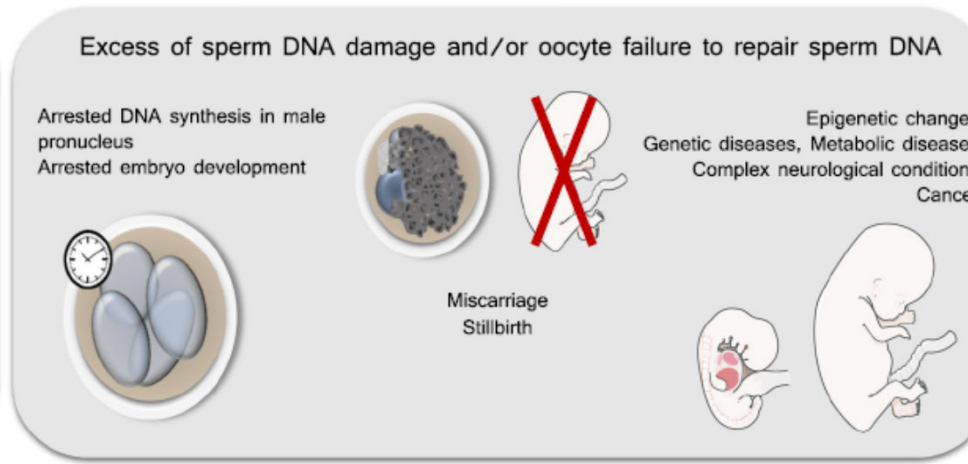 Excess of sperm DNA damage and/or oocyte failure to repair sperm DNA
Arrested DNA synthesis in male
pronucleus
Arrested embryo development
Epigenetic change
Genetic diseases, Metabolic disease
Complex neurological condition
Cance
Miscarriage
Stillbirth